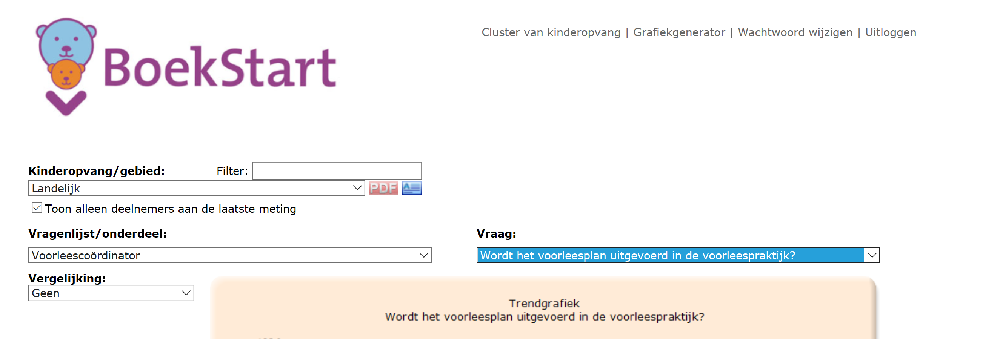 BoekStart
Cluster van kinderopvang | Grafiekgenerator | Wachtwoord wijzigen | Uitloggen
Kinderopvang/gebied: Filter:
Landelijk PDF A
Toon alleen deelnemers aan de laatste meting
Vragenlijst/onderdeel: Vraag:
Voorleescoördinator Wordt het voorleesplan uitgevoerd in de voorleespraktijk?
Vergelijking:
Geen
Trendgrafiek
Wordt het voorleesplan uitgevoerd in de voorleespraktijk?